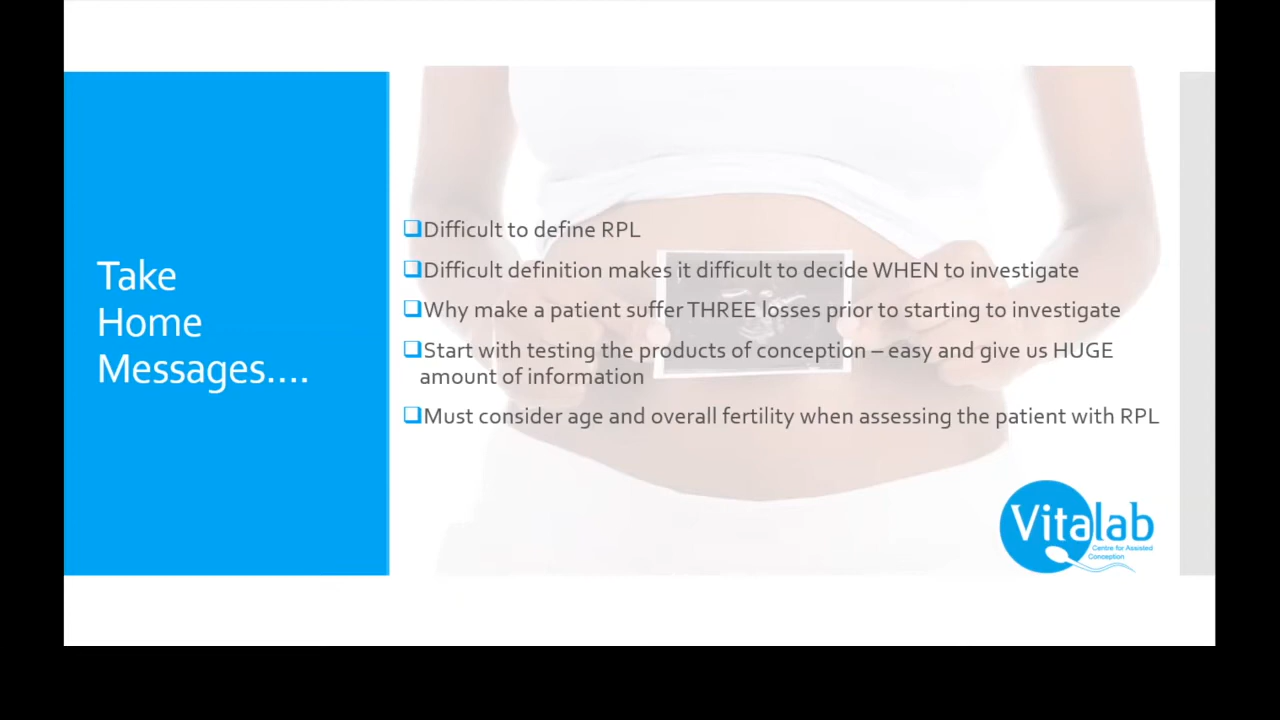 Take
Home
Messages....
Difficult to define RPL
Difficult definition makes it difficult to decide WHEN to investigate
Why make a patient suffer THREE losses prior to starting to investigate
Start with testing the products of conception – easy and give us HUGE
amount of information
Must consider age and overall fertility when assessing the patient with RPL
Vitalab
Centre for Assisted
Conception